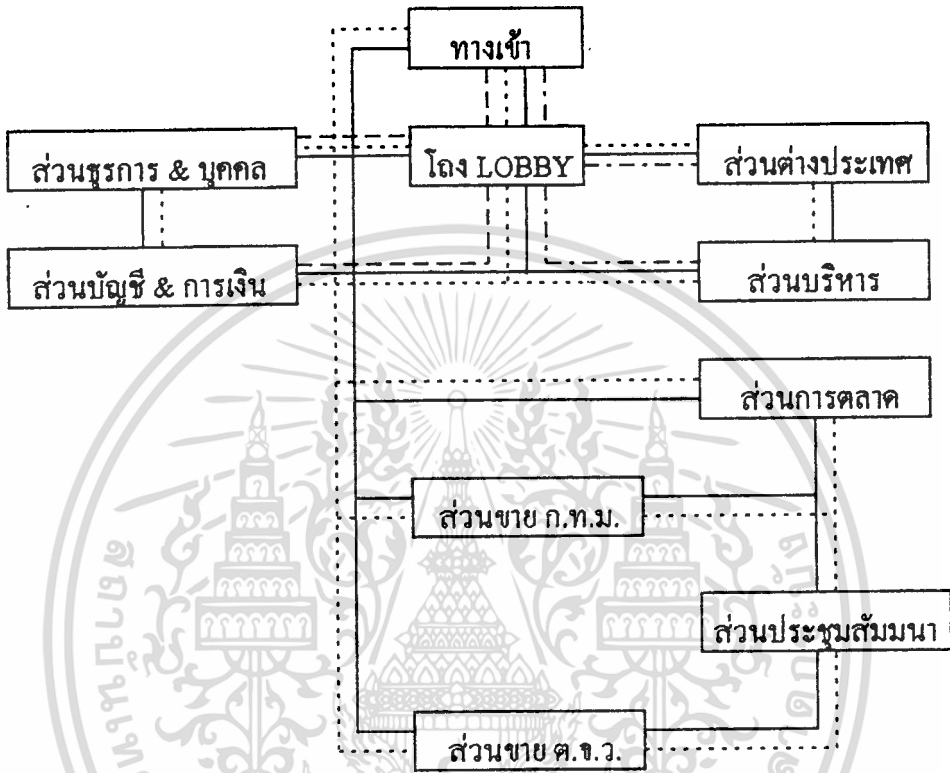 ทางเข้า
ส่วนธุรการ & บุคคล
โถง LOBBY
ส่วนต่างประเทศ
ส่วนบัญชี & การเงิน
ส่วนบริหาร
ส่วนการตลาด
ส่วนขาย ก.ท.ม.
ส่วนประชุมสัมมนา
ส่วนขาย ต.จ.ว.